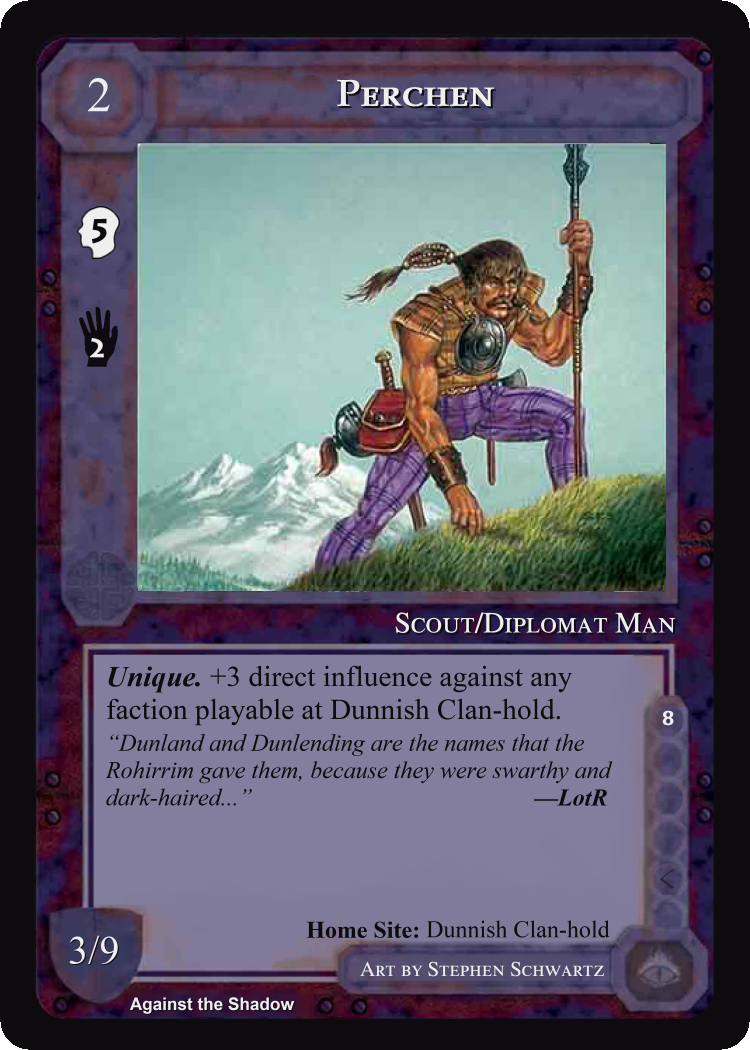 2
PERCHEN
5
2
SCOUT/DIPLOMAT MAN
Unique. +3 direct influence against any
faction playable at Dunnish Clan-hold.
“Dunland and Dunlending are the names that the
Rohirrim gave them, because they were swarthy and
dark-haired...” —LotR
8
Home Site: Dunnish Clan-hold
3/9
ART BY STEPHEN SCHWARTZ
Against the Shadow